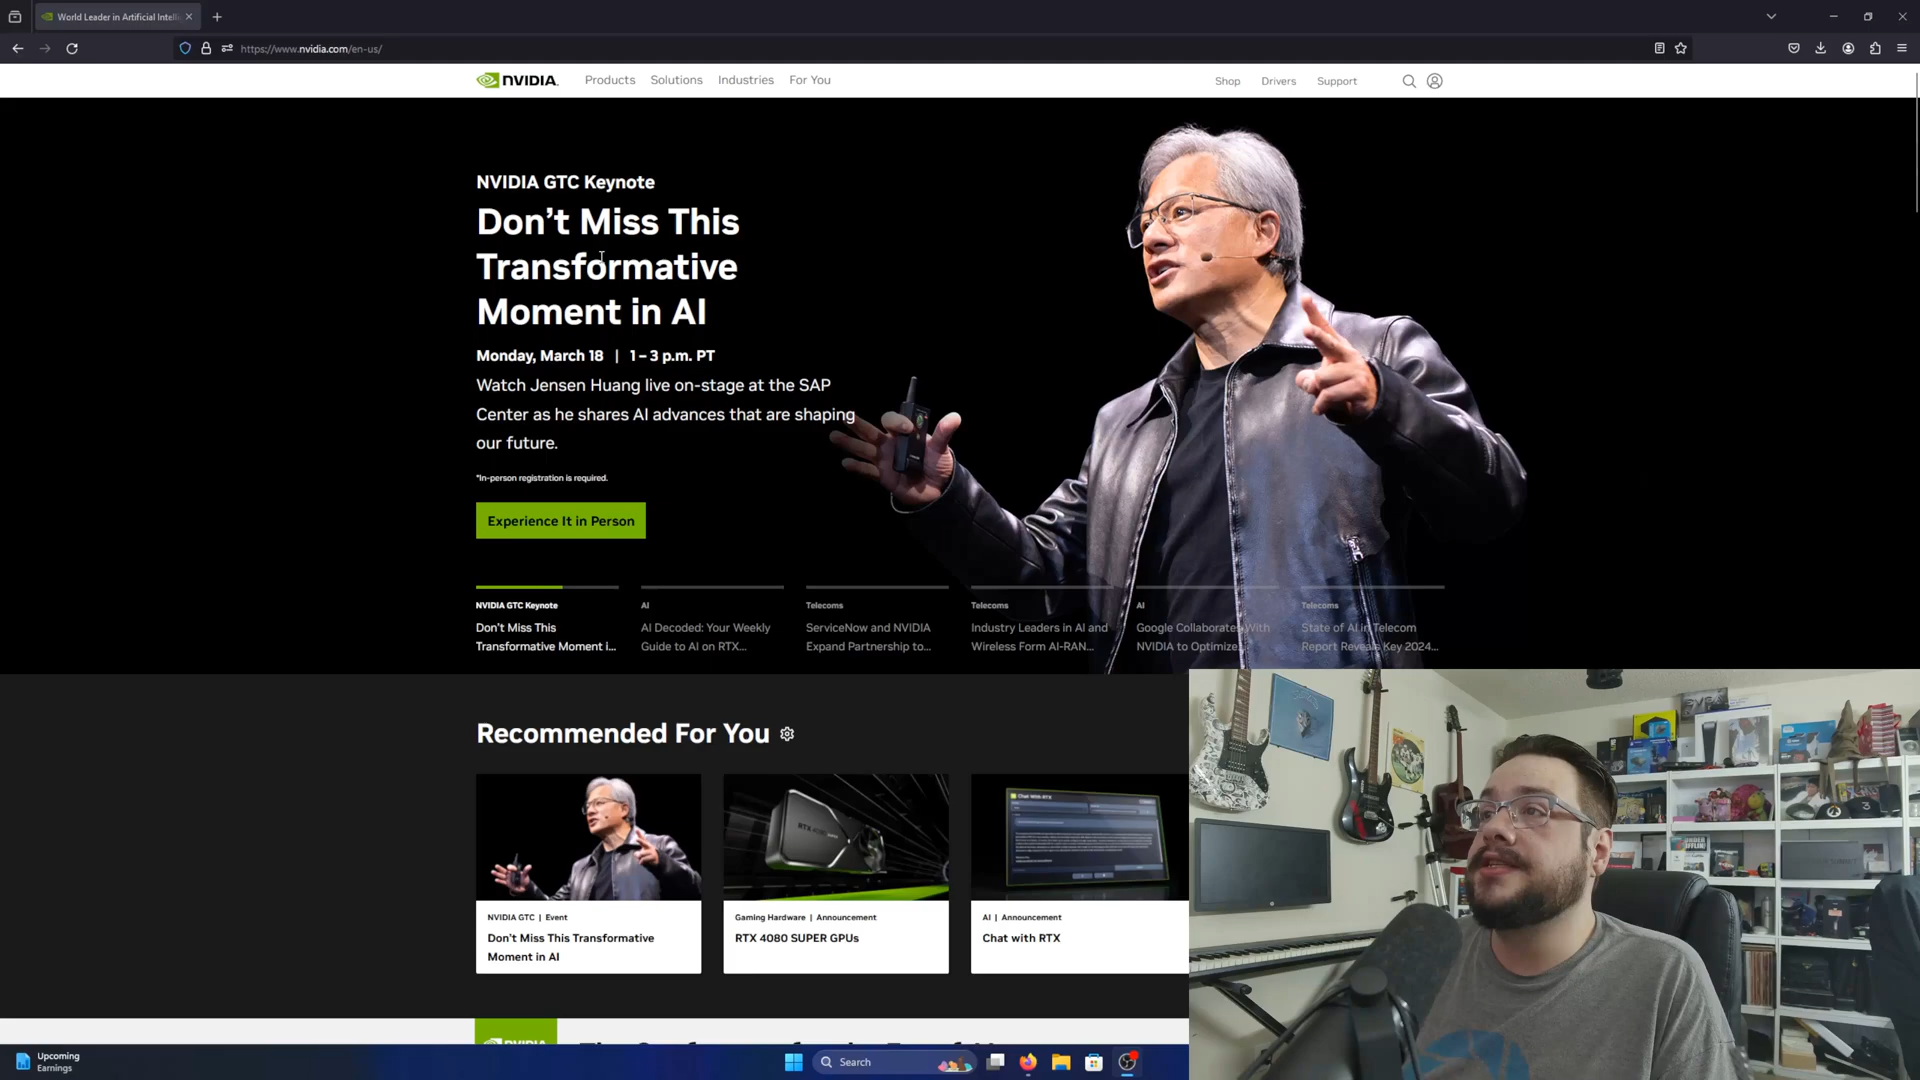 World Leader in Artificial Intelli
https://www.nvidia.com/en-us/
NVIDIA.
Products
Solutions
Industries
For You
Shop
Drivers
Support
NVIDIA GTC Keynote
Don't Miss This
Transformative
Moment in AI
Monday, March 18 | 1 – 3 p.m. PT
Watch Jensen Huang live on-stage at the SAP
Center as he shares AI advances that are shaping
our future.
*In-person registration is required.
Experience It in Person
NVIDIA GTC Keynote
Don't Miss This
Transformative Moment i...
AI
AI Decoded: Your Weekly
Guide to AI on RTX...
Telecoms
ServiceNow and NVIDIA
Expand Partnership to...
Telecoms
Industry Leaders in AI and
Wireless Form AI-RAN...
AI
Google Collaborates With
NVIDIA to Optimize...
Telecoms
State of AI in Telecom
Report Reveals Key 2024...
Recommended For You
RTX 4080 SUPER
NVIDIA GTC | Event
Don't Miss This Transformative
Moment in AI
Gaming Hardware | Announcement
RTX 4080 SUPER GPUs
Chat With RTX
AI | Announcement
Chat with RTX
Upcoming
Earnings
Search